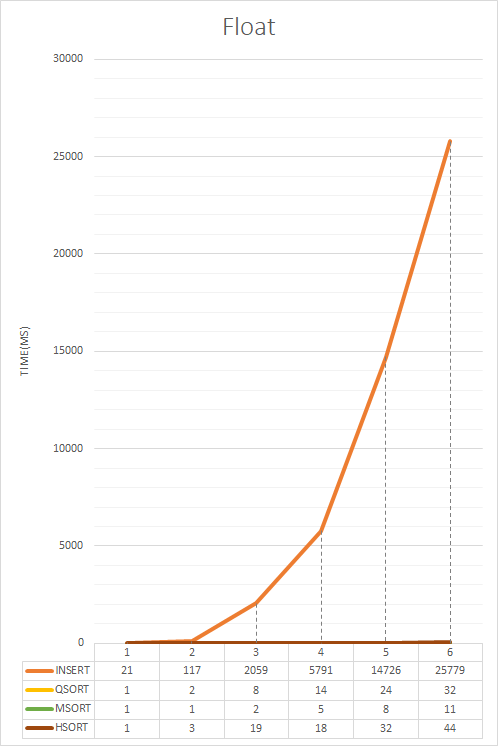 Float
30000
25000
20000
15000
10000
5000
0
TIME(MS)
1 2 3 4 5 6
INSERT 21 117 2059 5791 14726 25779
QSORT 1 2 8 14 24 32
MSORT 1 1 2 5 8 11
HSORT 1 3 19 18 32 44